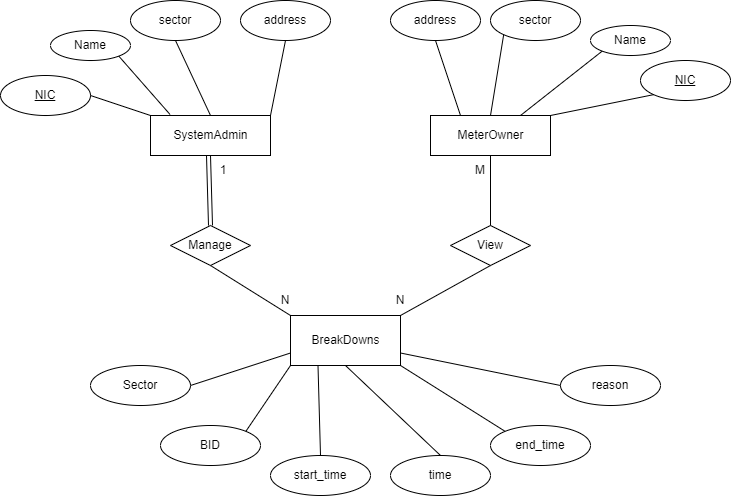 sector
address
address
sector
Name
Name
NIC
NIC
SystemAdmin
MeterOwner
1
M
Manage
View
N
N
BreakDowns
Sector
reason
BID
end_time
start_time
time